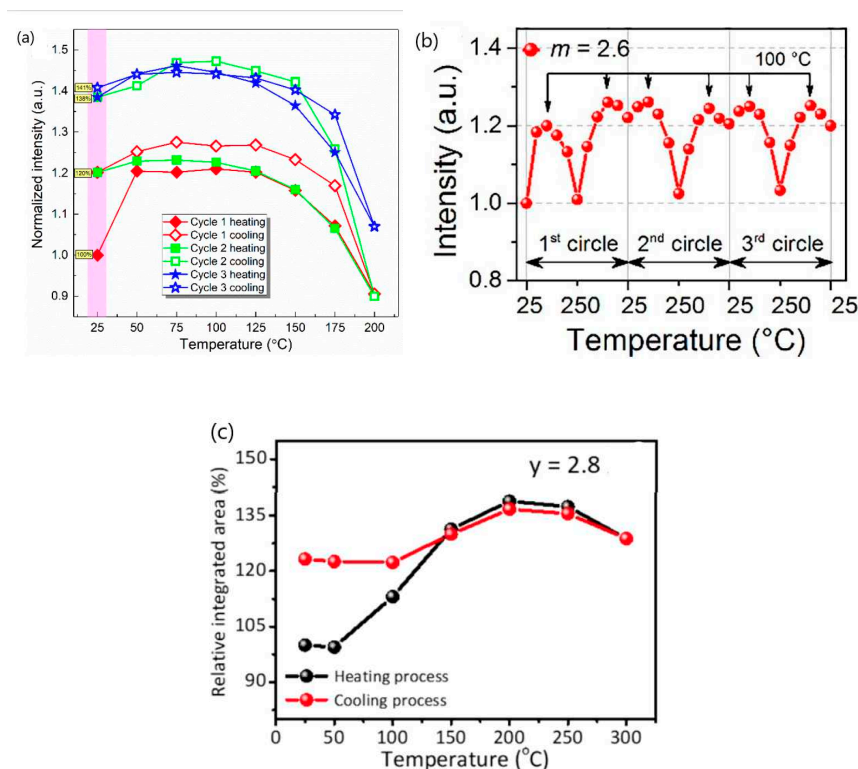 (a)
1.5
1.4
1.3
1.2
1.1
1.0
0.9
Normalized intensity (a.u.)
141%
138%
120%
100%
Cycle 1 heating
Cycle 1 cooling
Cycle 2 heating
Cycle 2 cooling
Cycle 3 heating
Cycle 3 cooling
25 50 75 100 125 150 175 200
Temperature (°C)
(b)
1.4
1.2
1.0
0.8
Intensity (a.u.)
m = 2.6
100 °C
1st circle 2nd circle 3rd circle
25 250 25 250 25 250 25
Temperature (°C)
(c)
150
135
120
105
90
Relative integrated area (%)
y = 2.8
Heating process
Cooling process
0 50 100 150 200 250 300
Temperature (°C)